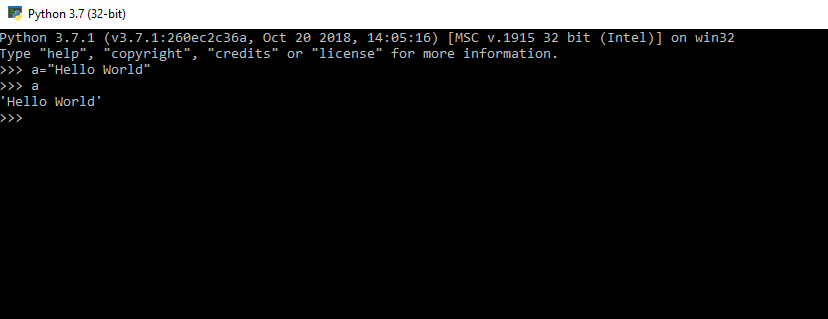 Python 3.7 (32-bit)
Python 3.7.1 (v3.7.1:260ec2c36a, Oct 20 2018, 14:05:16) [MSC v.1915 32 bit (Intel)] on win32
Type "help", "copyright", "credits" or "license" for more information.
>>> a="Hello World"
>>> a
'Hello World'
>>>